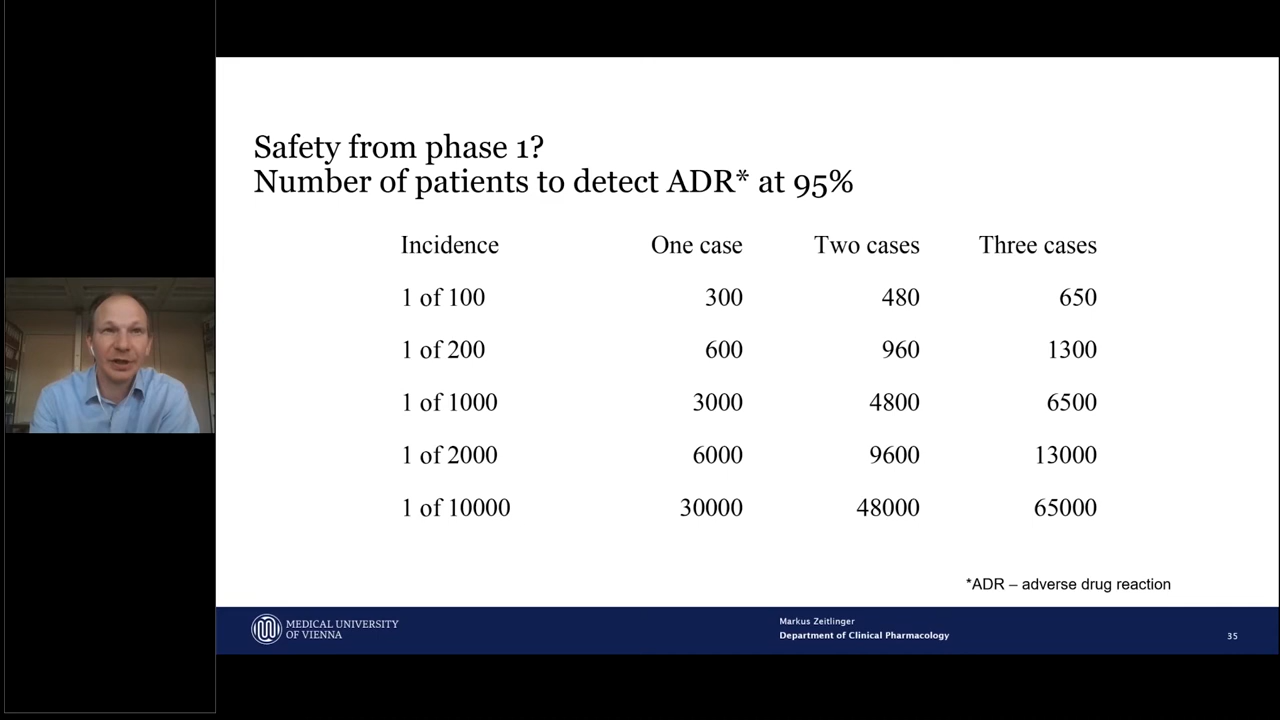 Safety from phase 1?
Number of patients to detect ADR* at 95%
Incidence One case Two cases Three cases
1 of 100 300 480 650
1 of 200 600 960 1300
1 of 1000 3000 4800 6500
1 of 2000 6000 9600 13000
1 of 10000 30000 48000 65000
*ADR – adverse drug reaction
MEDICAL UNIVERSITY
OF VIENNA
Markus Zeitlinger
Department of Clinical Pharmacology
35